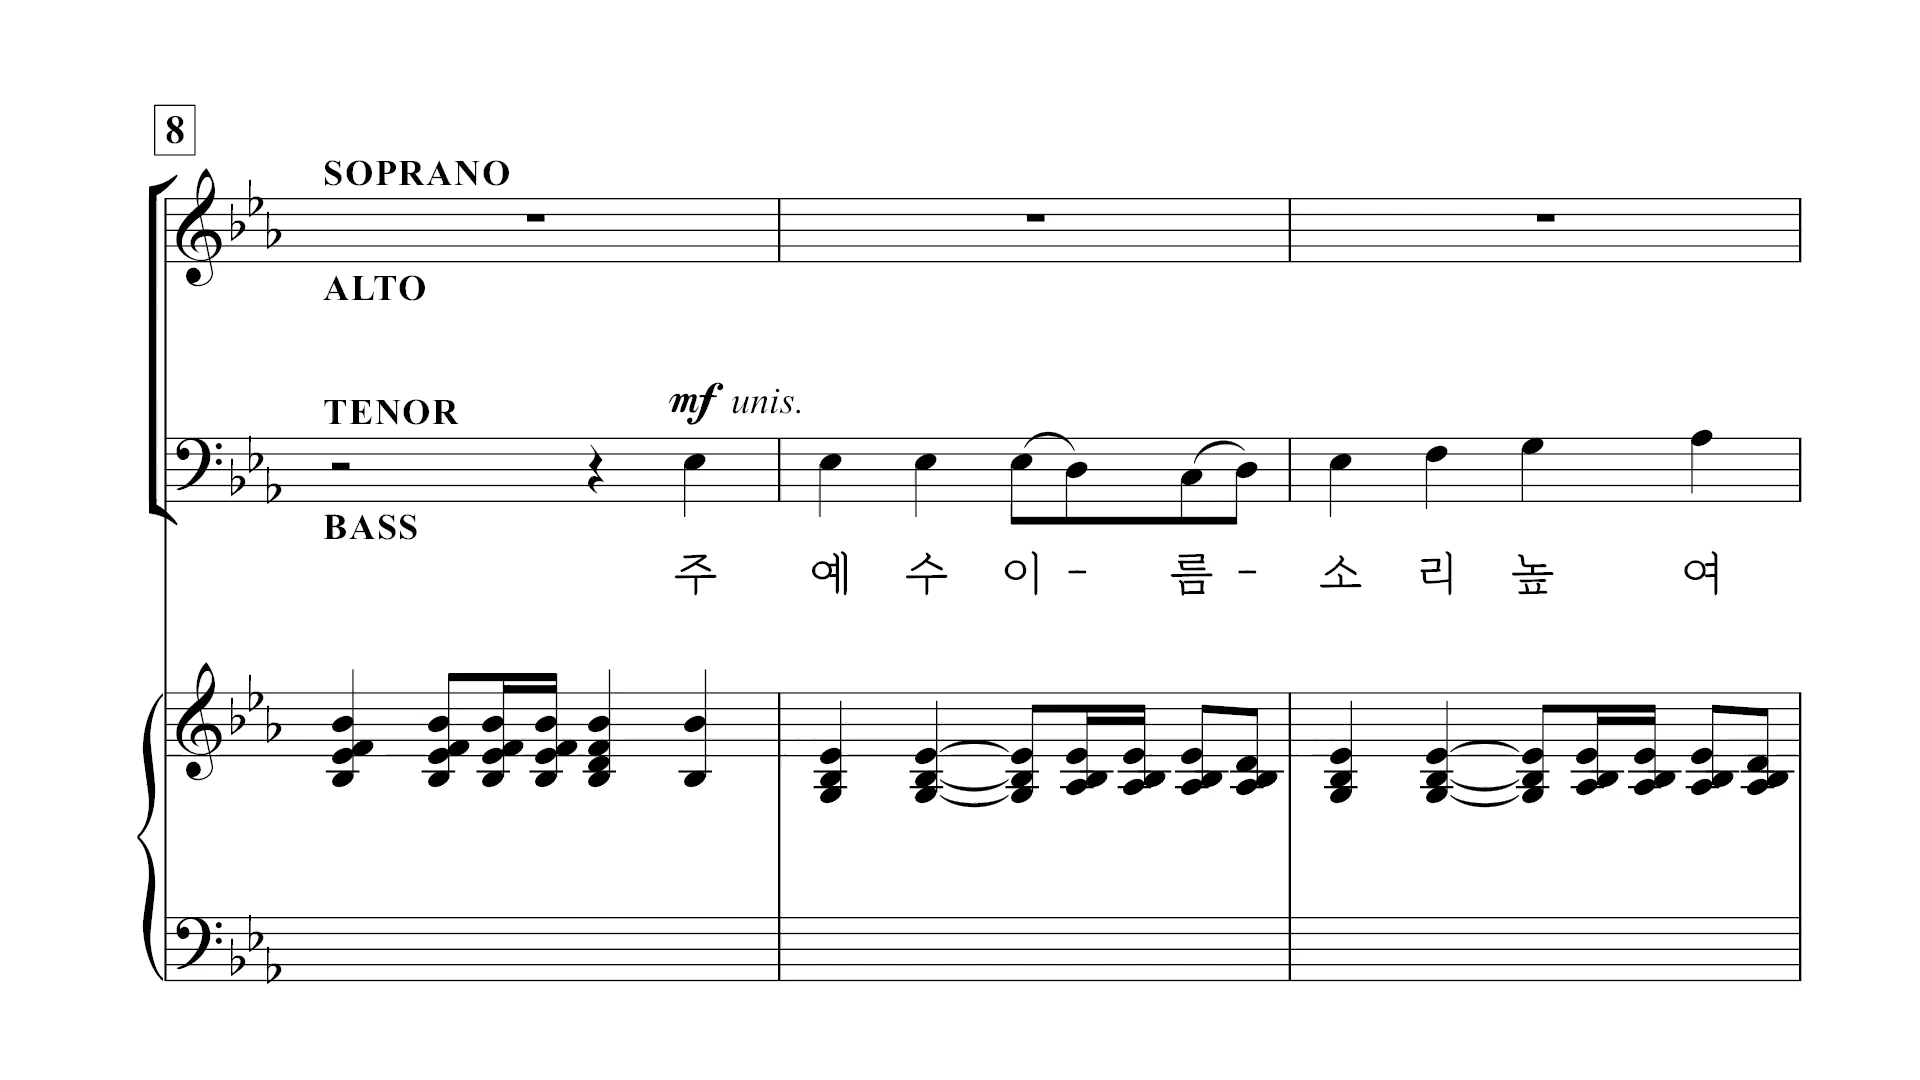 8
SOPRANO
ALTO
TENOR
mf unis.
BASS
주 예 수 이 - 름 - 소 리 높 여